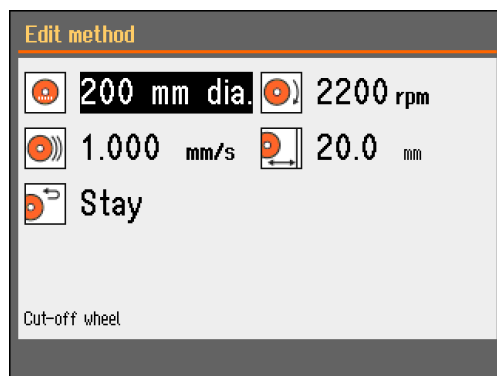 Edit method
200 mm dia. 2200 rpm
1.000 mm/s 20.0 mm
Stay
Cut-off wheel